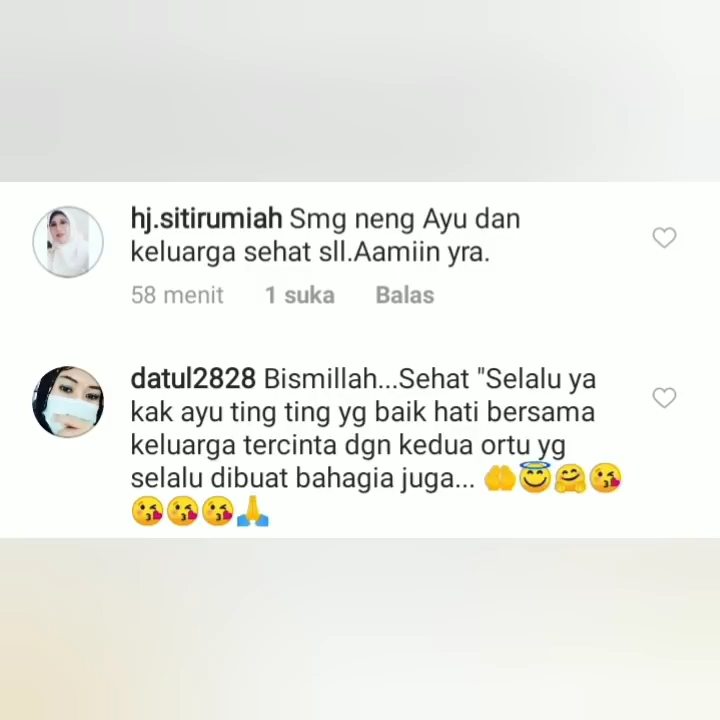 hj.sitirumiah Smg neng Ayu dan
keluarga sehat sll.Aamiin yra.
58 menit 1 suka Balas
datul2828 Bismillah...Sehat "Selalu ya
kak ayu ting ting yg baik hati bersama
keluarga tercinta dgn kedua ortu yg
selalu dibuat bahagia juga... 🤲😇🤗😘
😘😘😘🙏